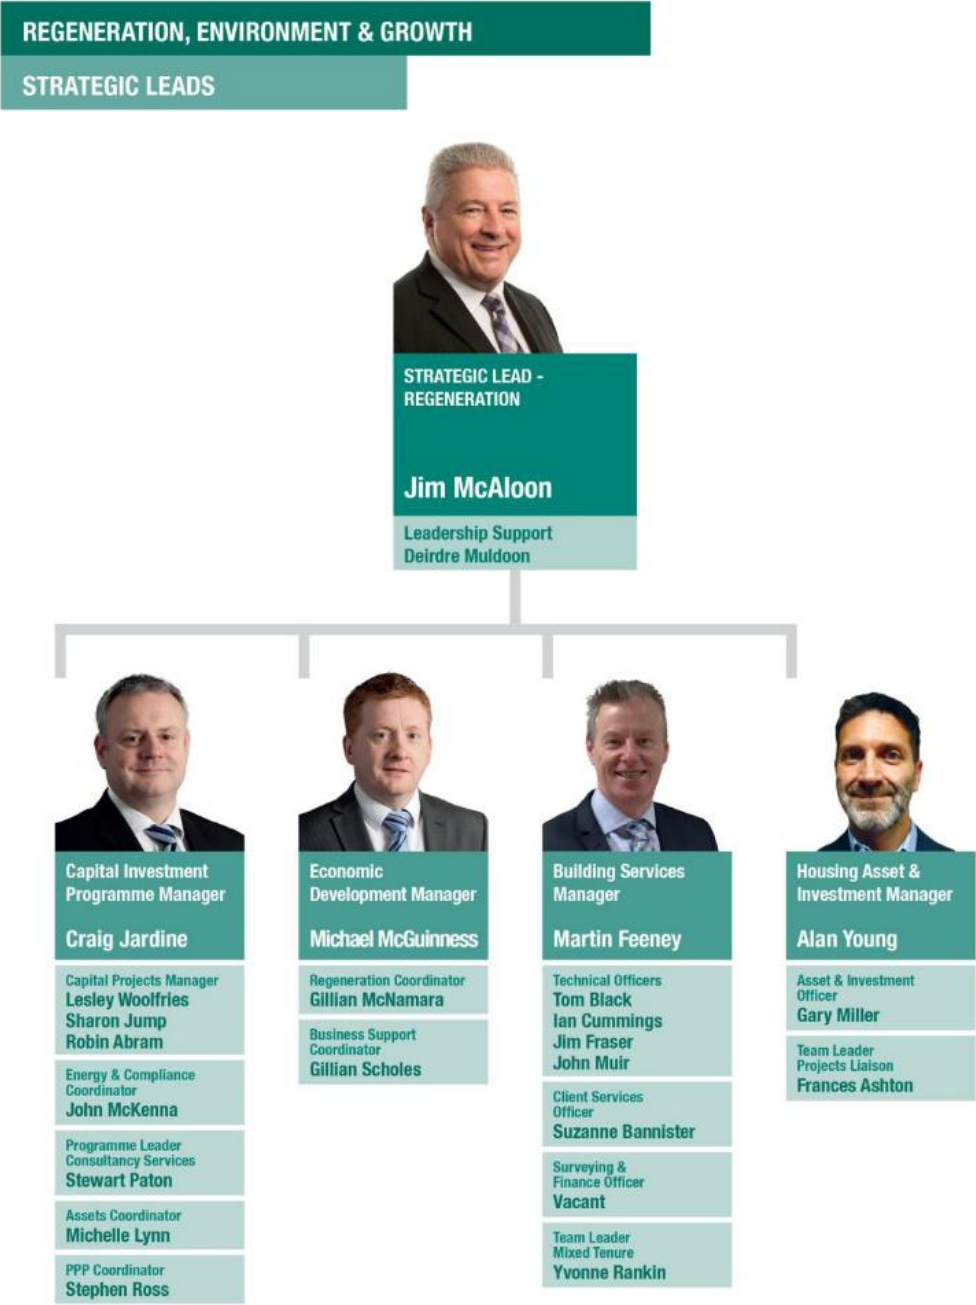 REGENERATION, ENVIRONMENT & GROWTH
STRATEGIC LEADS
STRATEGIC LEAD -
REGENERATION
Jim McAloon
Leadership Support
Deirdre Muldoon
Capital Investment
Programme Manager
Craig Jardine
Capital Projects Manager
Lesley Woolfries
Sharon Jump
Robin Abram
Energy & Compliance
Coordinator
John McKenna
Programme Leader
Consultancy Services
Stewart Paton
Assets Coordinator
Michelle Lynn
PPP Coordinator
Stephen Ross
Economic
Development Manager
Michael McGuinness
Regeneration Coordinator
Gillian McNamara
Business Support
Coordinator
Gillian Scholes
Building Services
Manager
Martin Feeney
Technical Officers
Tom Black
Ian Cummings
Jim Fraser
John Muir
Client Services
Officer
Suzanne Bannister
Surveying &
Finance Officer
Vacant
Team Leader
Mixed Tenure
Yvonne Rankin
Housing Asset &
Investment Manager
Alan Young
Asset & Investment
Officer
Gary Miller
Team Leader
Projects Liaison
Frances Ashton